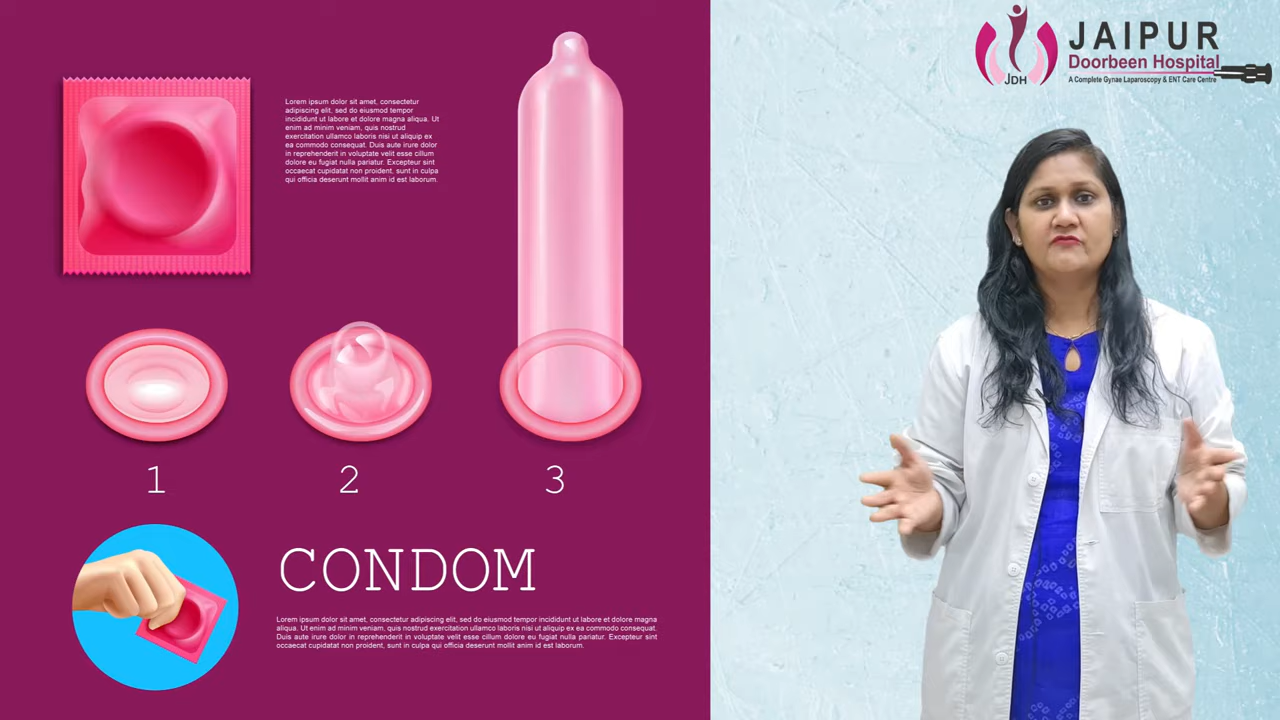 Lorem ipsum dolor sit amet, consectetur
adipiscing elit, sed do eiusmod tempor
incididunt ut labore et dolore magna aliqua. Ut
enim ad minim veniam, quis nostrud
exercitation ullamco laboris nisi ut aliquip ex
ea commodo consequat. Duis aute irure dolor
in reprehenderit in voluptate velit esse cillum
dolore eu fugiat nulla pariatur. Excepteur sint
occaecat cupidatat non proident, sunt in culpa
qui officia deserunt mollit anim id est laborum.
1
2
3
CONDOM
Lorem ipsum dolor sit amet, consectetur adipiscing elit, sed do eiusmod tempor incididunt ut labore et dolore magna
aliqua. Ut enim ad minim veniam, quis nostrud exercitation ullamco laboris nisi ut aliquip ex ea commodo consequat.
Duis aute irure dolor in reprehenderit in voluptate velit esse cillum dolore eu fugiat nulla pariatur. Excepteur sint
occaecat cupidatat non proident, sunt in culpa qui officia deserunt mollit anim id est laborum.
JDH
JAIPUR
Doorbeen Hospital
A Complete Gynae Laparoscopy & ENT Care Centre